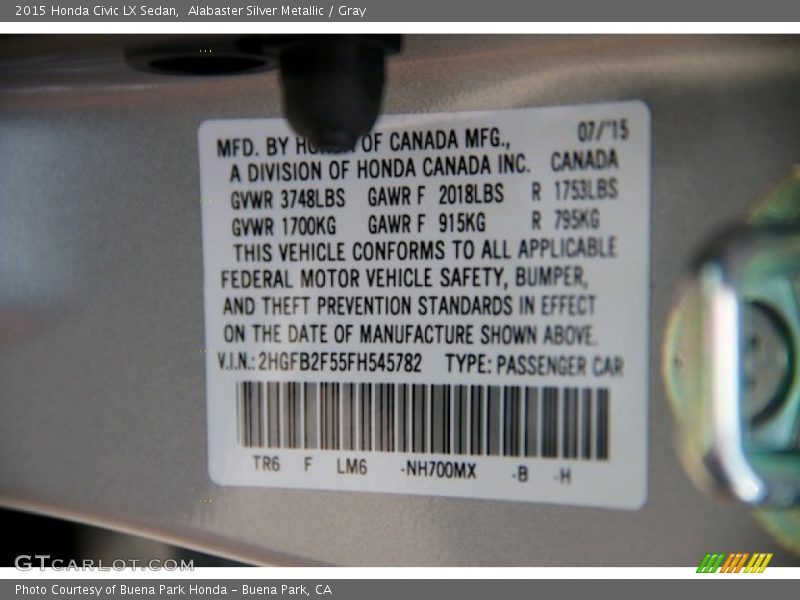 2015 Honda Civic LX Sedan,  Alabaster Silver Metallic / Gray
07/'15
MFD. BY OF CANADA MFG.,
A DIVISION OF HONDA CANADA INC. CANADA
GVWR 3748LBS GAWR F 2018LBS R 1753LBS
GVWR 1700KG GAWR F 915KG R 795KG
THIS VEHICLE CONFORMS TO ALL APPLICABLE
FEDERAL MOTOR VEHICLE SAFETY, BUMPER,
AND THEFT PREVENTION STANDARDS IN EFFECT
ON THE DATE OF MANUFACTURE SHOWN ABOVE.
V.I.N.: 2HGFB2F55FH545782 TYPE: PASSENGER CAR
TR6 F LM6 -NH700MX -B -H
GTCARLOT.COM
Photo Courtesy of Buena Park Honda – Buena Park, CA